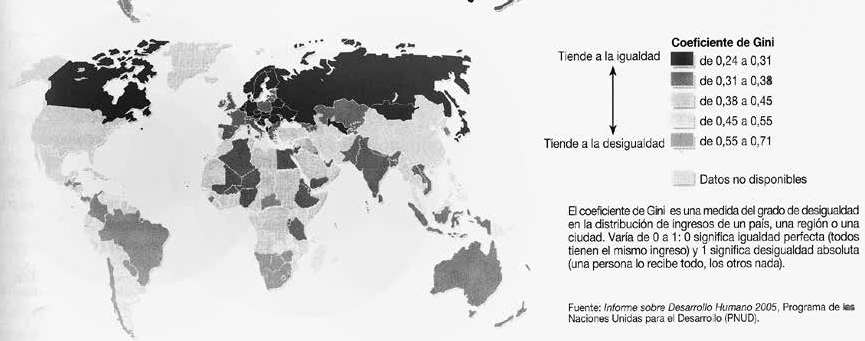 Coeficiente de Gini
Tiende a la igualdad
de 0,24 a 0,31
de 0,31 a 0,38
de 0,38 a 0,45
de 0,45 a 0,55
Tiende a la desigualdad
de 0,55 a 0,71
Datos no disponibles
El coeficiente de Gini es una medida del grado de desigualdad
en la distribución de ingresos de un país, una región o una
ciudad. Varía de 0 a 1: 0 significa igualdad perfecta (todos
tienen el mismo ingreso) y 1 significa desigualdad absoluta
(una persona lo recibe todo, los otros nada).
Fuente: Informe sobre Desarrollo Humano 2005, Programa de las
Naciones Unidas para el Desarrollo (PNUD).